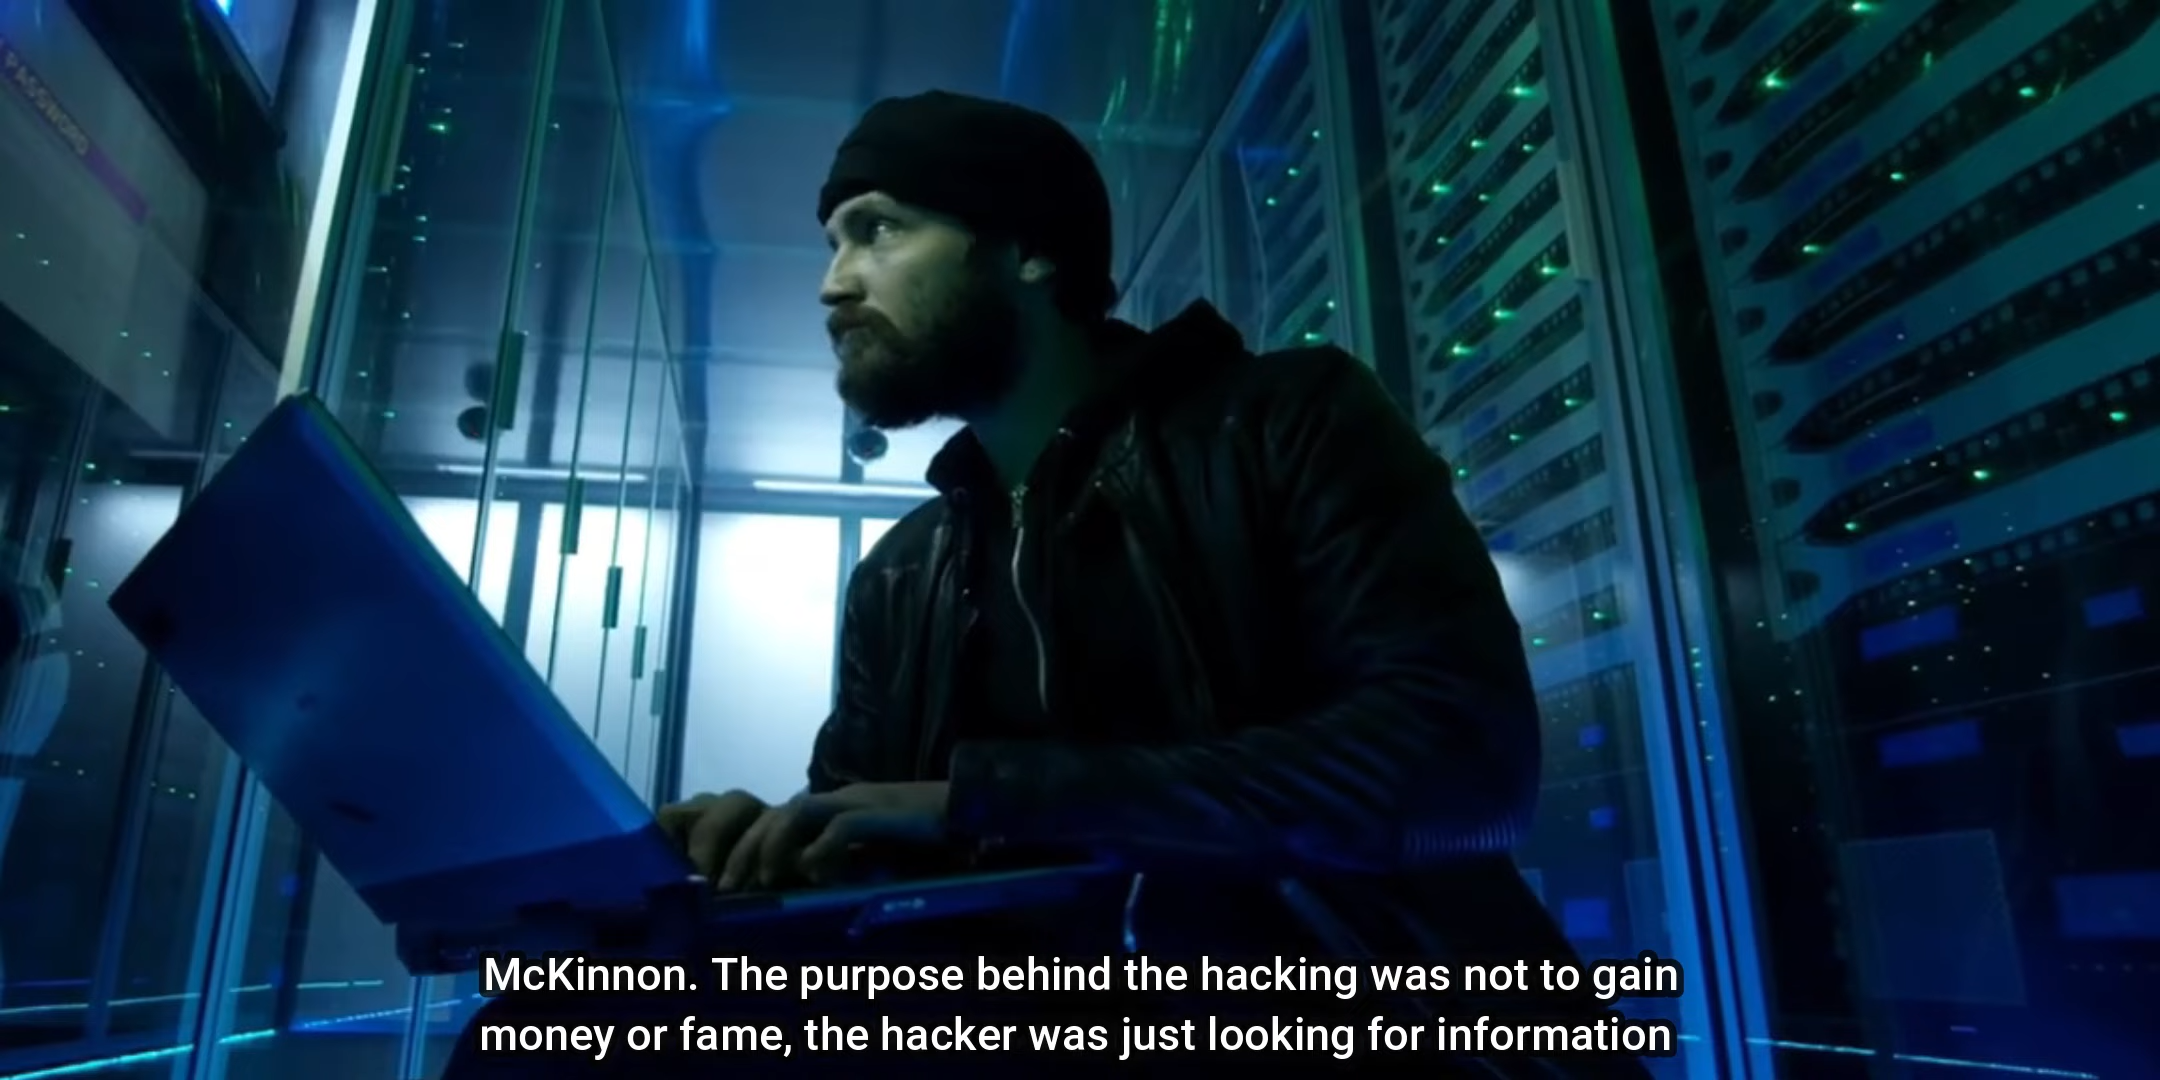 PASSWORD
McKinnon. The purpose behind the hacking was not to gain
money or fame, the hacker was just looking for information